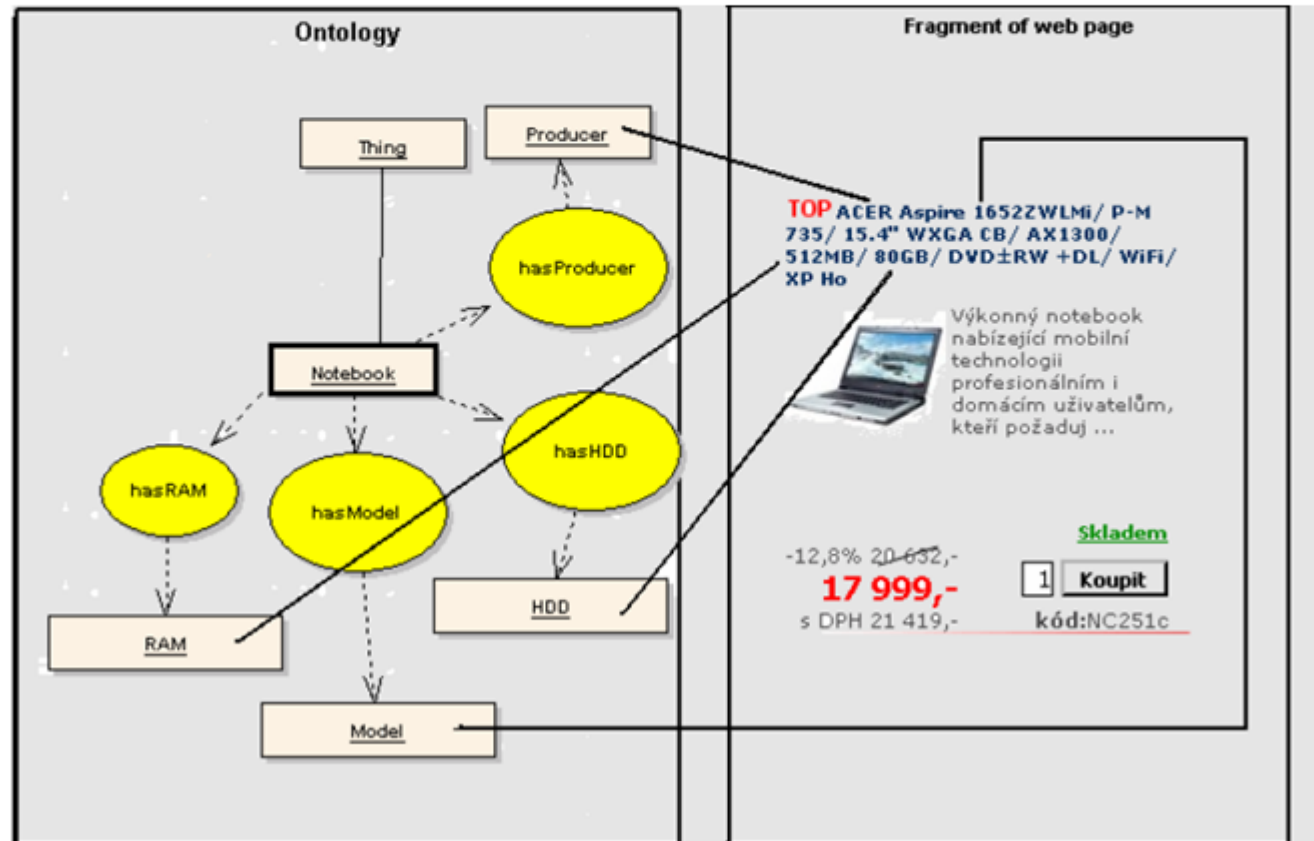 Ontology
Thing
Producer
hasProducer
Notebook
hasRAM
hasModel
hasHDD
RAM
HDD
Model
Fragment of web page
TOP ACER Aspire 1652ZWLMi/ P-M
735/ 15.4" WXGA CB/ AX1300/
512MB/ 80GB/ DVD±RW +DL/ WiFi/
XP Ho
Výkonný notebook
nabízející mobilní
technologii
profesionálním i
domácím uživatelům,
kteří požaduj ...
Skladem
-12,8% 20 632,-
17 999,-
1 Koupit
s DPH 21 419,-
kód:NC251c